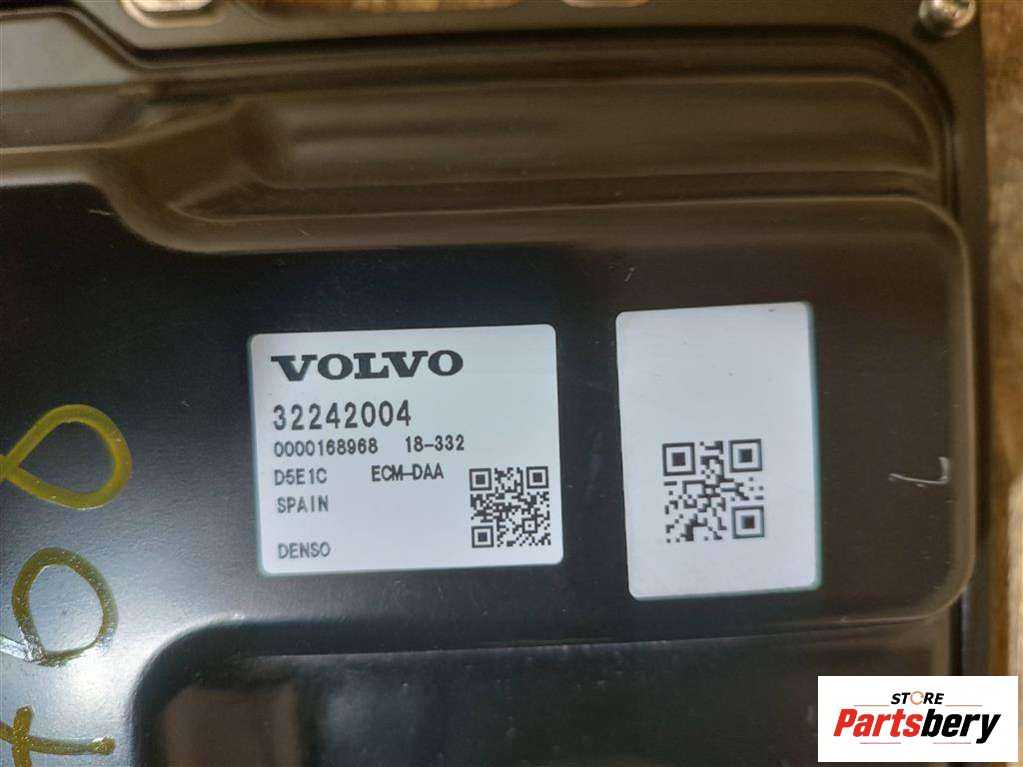 VOLVO
32242004
0000168968 18-332
D5E1C ECM-DAA
SPAIN
DENSO
STORE
Partsbery